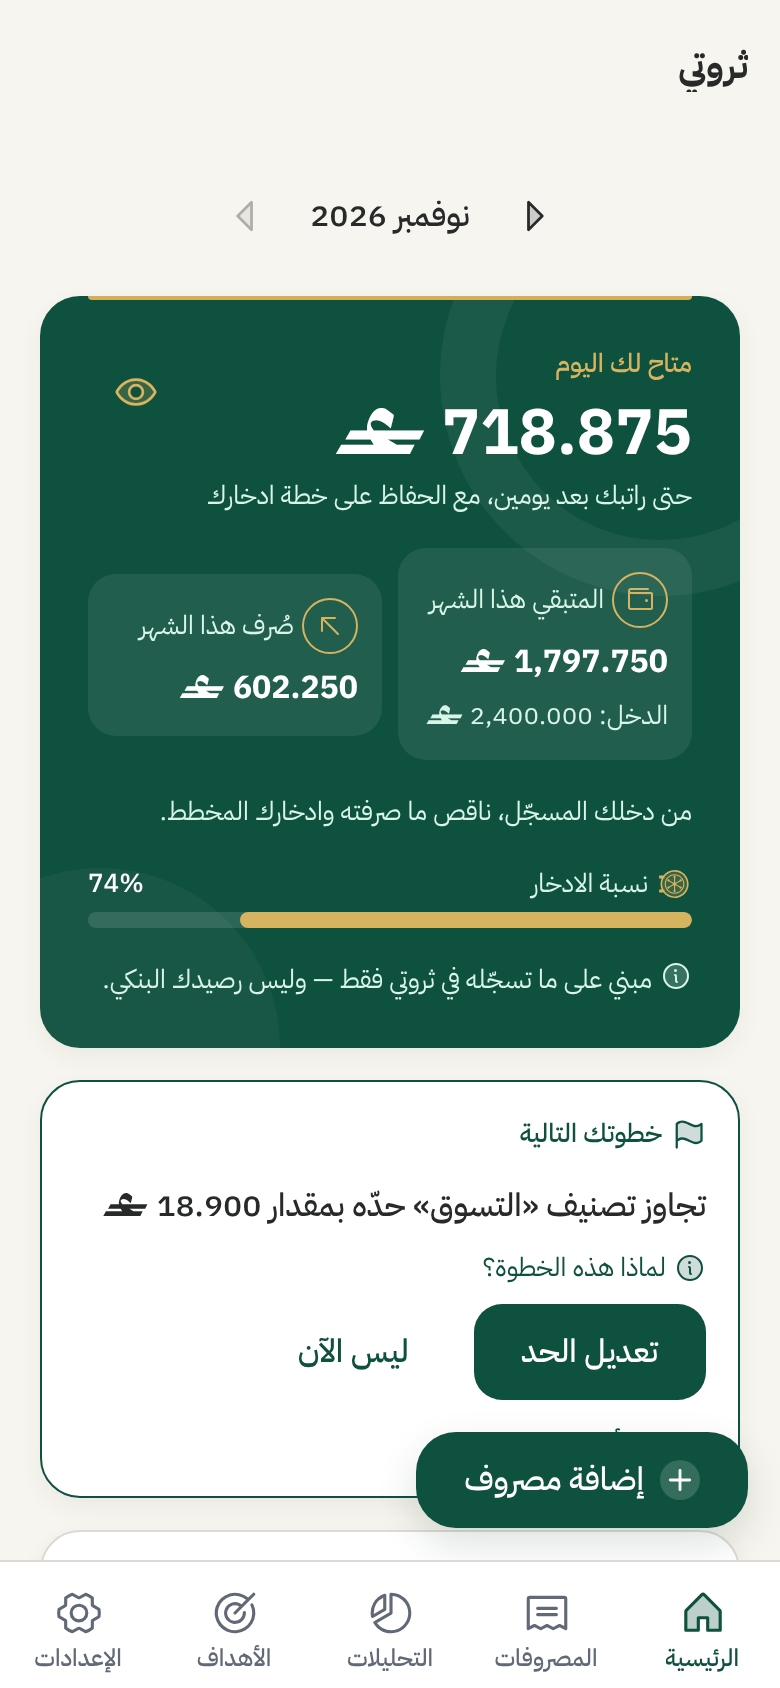 ثروتي
نوفمبر 2026
متاح لك اليوم
718.875
حتى راتبك بعد يومين، مع الحفاظ على خطة ادخارك
المتبقي هذا الشهر
1,797.750
الدخل: 2,400.000
صُرف هذا الشهر
602.250
من دخلك المسجّل، ناقص ما صرفته وادخارك المخطط.
نسبة الادخار
74%
مبني على ما تسجّله في ثروتي فقط — وليس رصيدك البنكي.
خطوتك التالية
تجاوز تصنيف «التسوق» حدّه بمقدار 18.900
لماذا هذه الخطوة؟
تعديل الحد
ليس الآن
إضافة مصروف
الرئيسية
المصروفات
التحليلات
الأهداف
الإعدادات